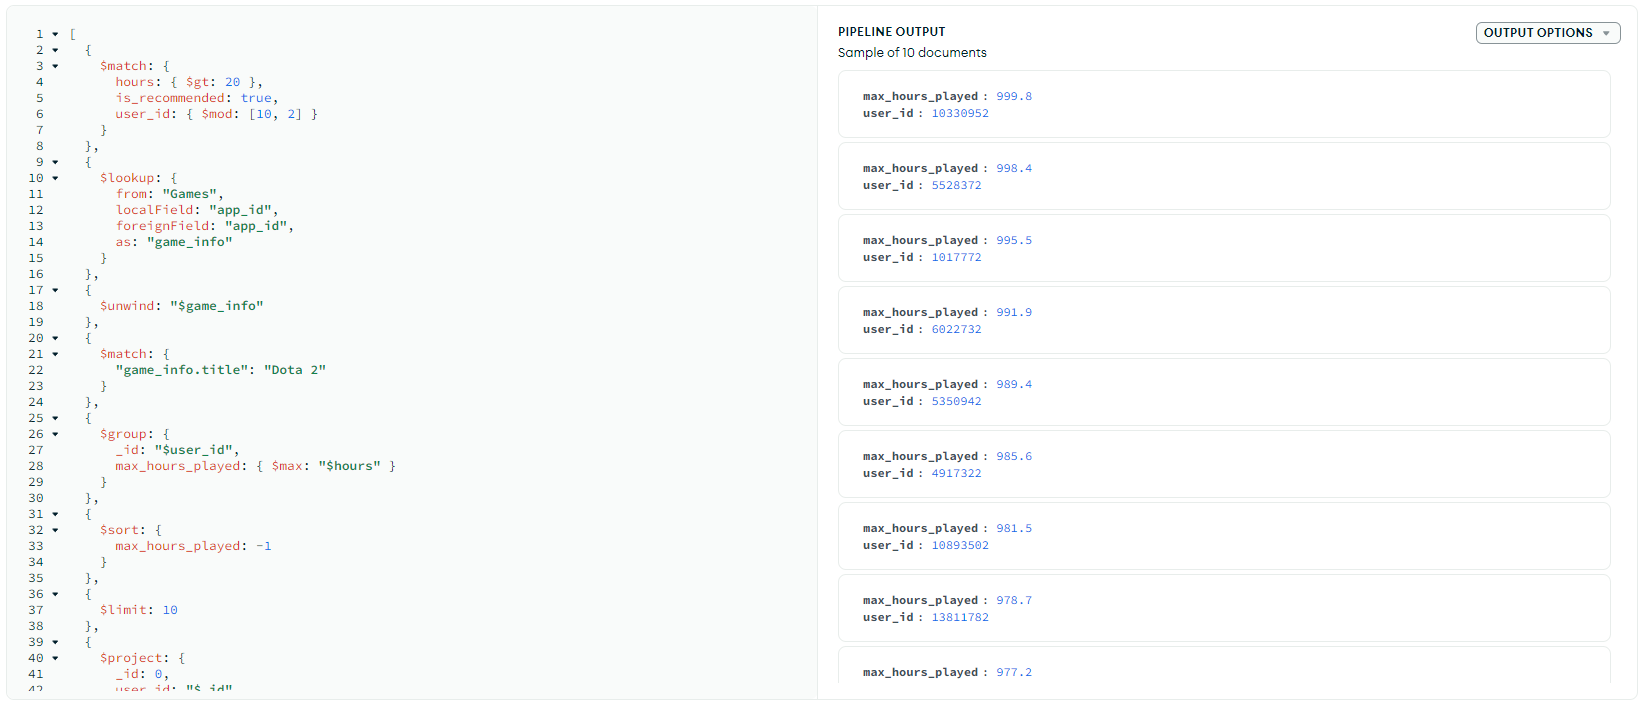 1 [
2 {
3 $match: {
4 hours: { $gt: 20 },
5 is_recommended: true,
6 user_id: { $mod: [10, 2] }
7 }
8 },
9 {
10 $lookup: {
11 from: "Games",
12 localField: "app_id",
13 foreignField: "app_id",
14 as: "game_info"
15 }
16 },
17 {
18 $unwind: "$game_info"
19 },
20 {
21 $match: {
22 "game_info.title": "Dota 2"
23 }
24 },
25 {
26 $group: {
27 _id: "$user_id",
28 max_hours_played: { $max: "$hours" }
29 }
30 },
31 {
32 $sort: {
33 max_hours_played: -1
34 }
35 },
36 {
37 $limit: 10
38 },
39 {
40 $project: {
41 _id: 0,
42 user_id: "$_id"
PIPELINE OUTPUT
OUTPUT OPTIONS
Sample of 10 documents
max_hours_played : 999.8
user_id : 10330952
max_hours_played : 998.4
user_id : 5528372
max_hours_played : 995.5
user_id : 1017772
max_hours_played : 991.9
user_id : 6022732
max_hours_played : 989.4
user_id : 5350942
max_hours_played : 985.6
user_id : 4917322
max_hours_played : 981.5
user_id : 10893502
max_hours_played : 978.7
user_id : 13811782
max_hours_played : 977.2